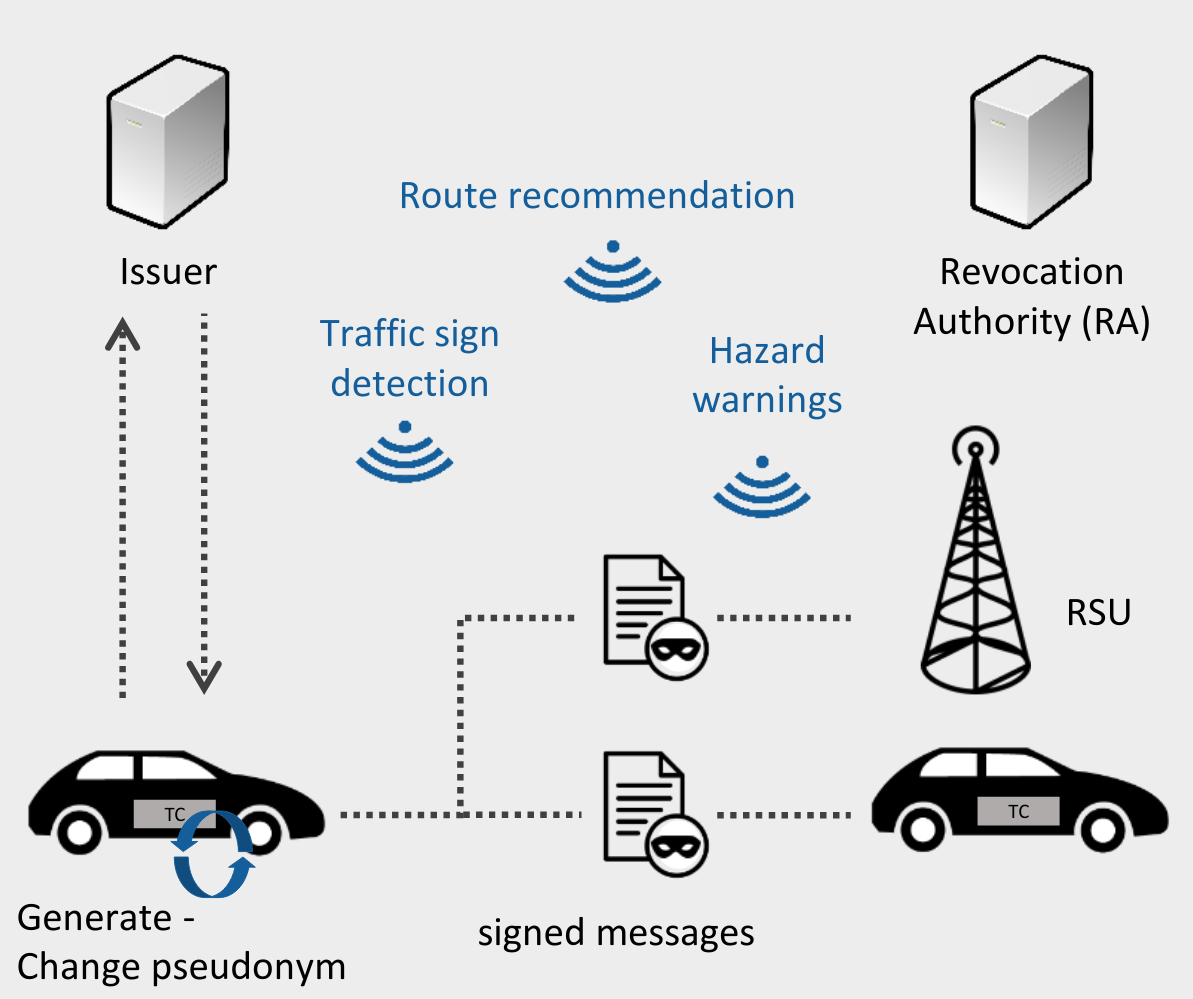 Route recommendation
Issuer
Revocation
Authority (RA)
Traffic sign
detection
Hazard
warnings
RSU
TC
TC
Generate -
Change pseudonym
signed messages